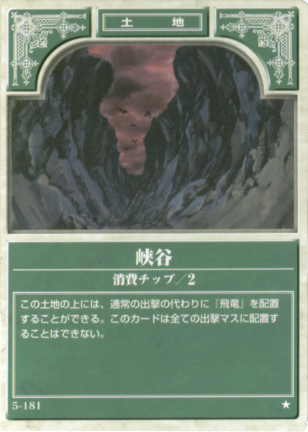 土地
峡谷
消費チップ／2
この土地の上には、通常の出撃の代わりに『飛竜』を配置
することができる。このカードは全ての出撃マスに配置す
ることはできない。
5-181 ★